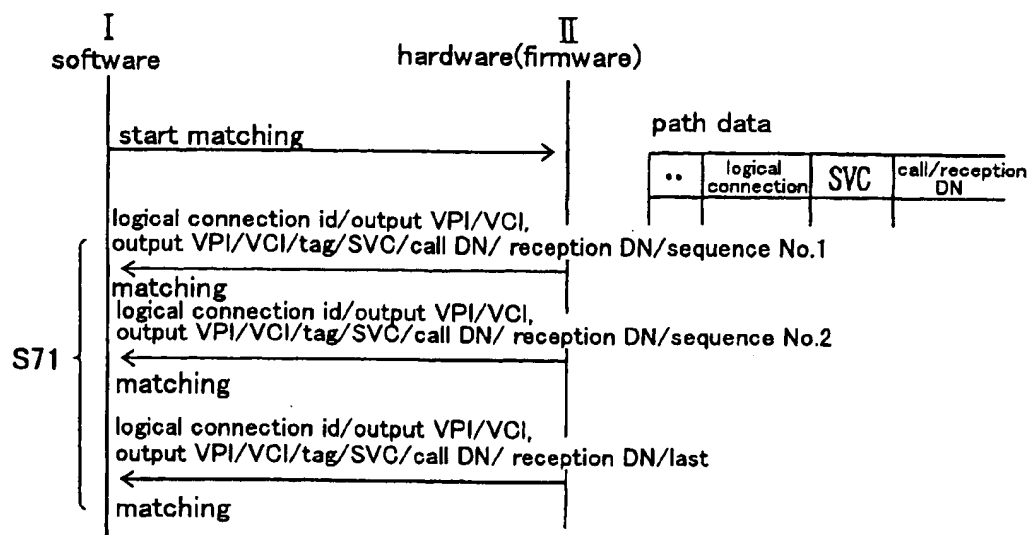 I
software
II
hardware(firmware)
start matching
path data
••
logical
connection
SVC
call/reception
DN
logical connection id/output VPI/VCI,
output VPI/VCI/tag/SVC/call DN/ reception DN/sequence No.1
matching
logical connection id/output VPI/VCI,
output VPI/VCI/tag/SVC/call DN/ reception DN/sequence No.2
S71
matching
logical connection id/output VPI/VCI,
output VPI/VCI/tag/SVC/call DN/ reception DN/last
matching